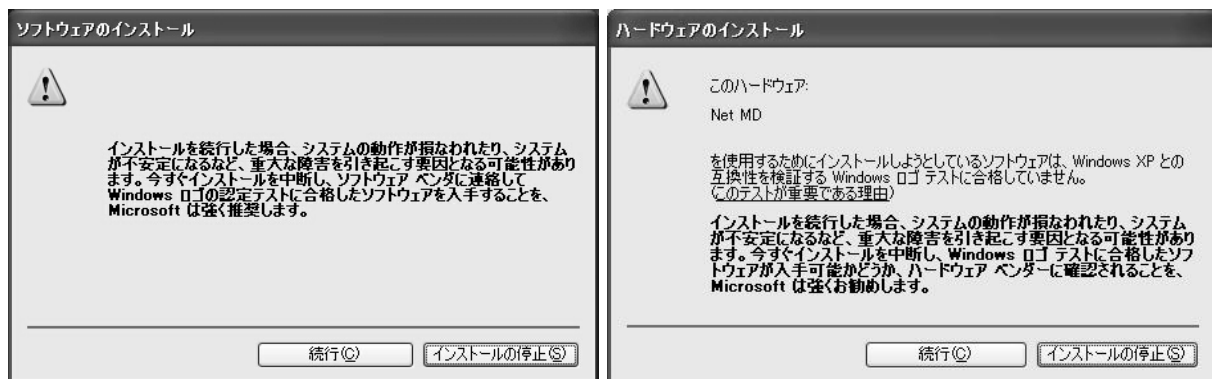 ソフトウェアのインストール
インストールを続行した場合、システムの動作が損なわれたり、システム
が不安定になるなど、重大な障害を引き起こす要因となる可能性があり
ます。今すぐインストールを中断し、ソフトウェア ベンダに連絡して
Windows ロゴの認定テストに合格したソフトウェアを入手することを、
Microsoft は強く推奨します。
続行(C)
インストールの停止(S)
ハードウェアのインストール
このハードウェア:
Net MD
を使用するためにインストールしようとしているソフトウェアは、Windows XP との
互換性を検証する Windows ロゴ テストに合格していません。
(このテストが重要である理由)
インストールを続行した場合、システムの動作が損なわれたり、システム
が不安定になるなど、重大な障害を引き起こす要因となる可能性があり
ます。今すぐインストールを中断し、Windows ロゴ テストに合格したソフ
トウェアが入手可能かどうか、ハードウェア ベンダーに確認されることを、
Microsoft は強くお勧めします。
続行(C)
インストールの停止(S)